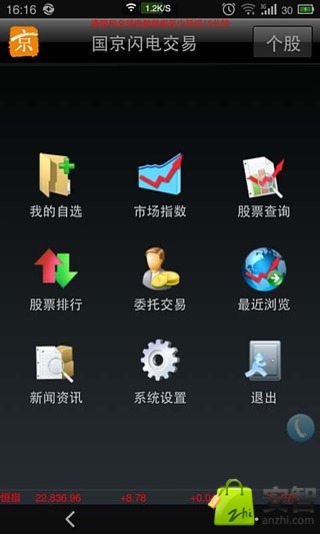 16:16
1.2K/s
30
京
国京闪电交易
个股
我的自选
市场指数
股票查询
股票排行
委托交易
最近浏览
新闻资讯
系统设置
退出
恒指 22,836.96 +8.78 +0.0
zhi
安智
anzhi.com